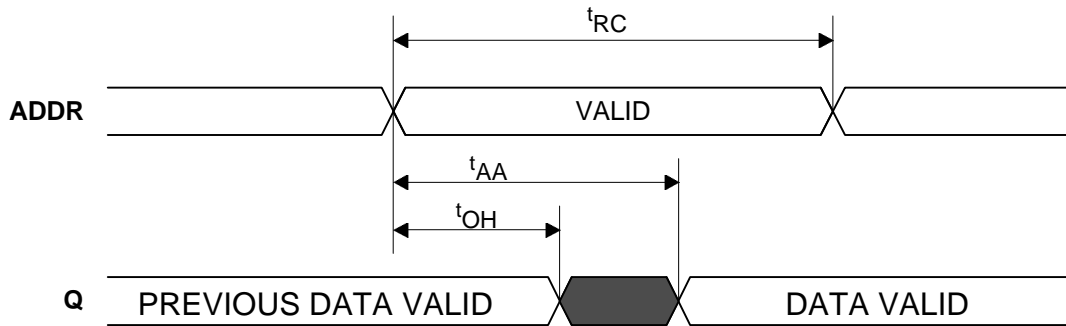 tRC
ADDR VALID
tAA
tOH
Q PREVIOUS DATA VALID DATA VALID